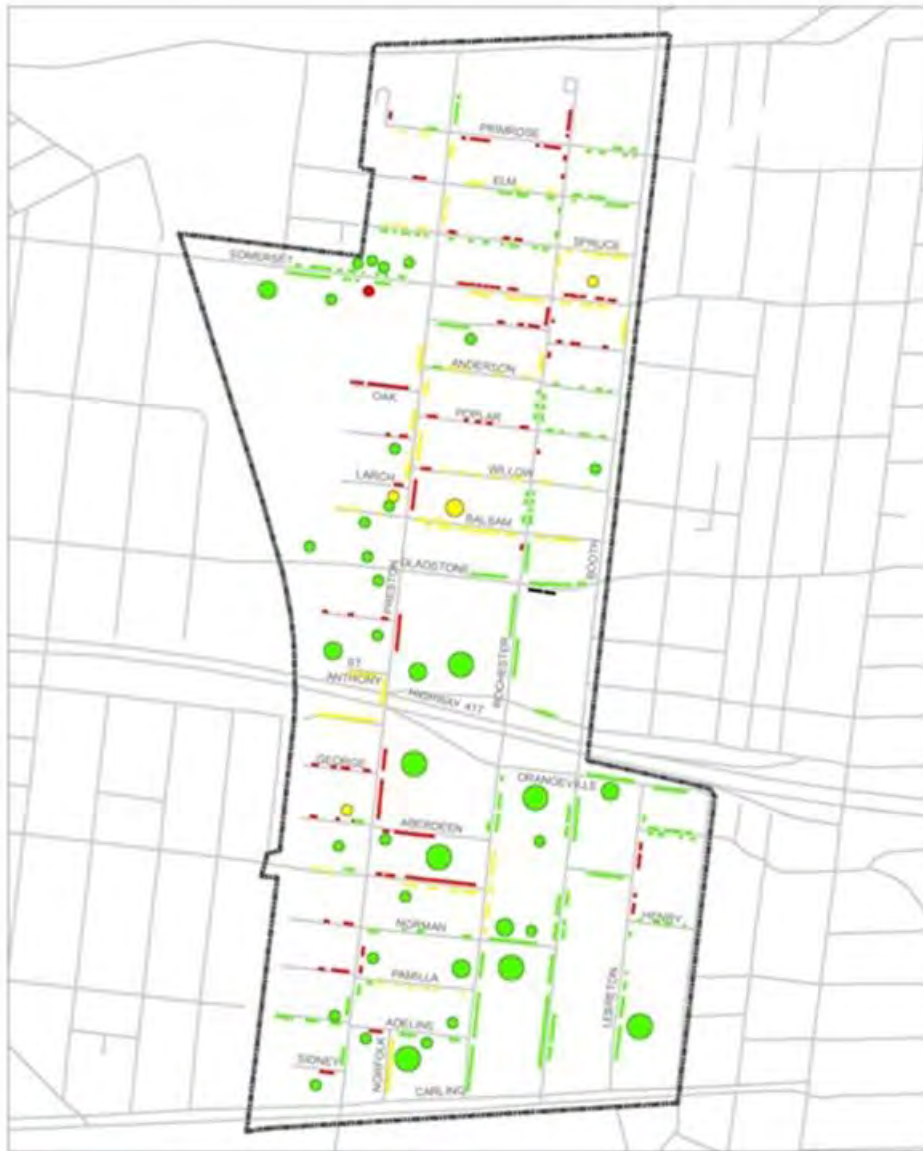 PRIMROSE
ELM
SPRUCE
SOMERSET
ANDERSON
OAK
POPLAR
WILLOW
LARCH
BALSAM
BOOTH
GLADSTONE
PRESTON
ROCHESTER
ST
ANTHONY
HIGHWAY 417
GEORGE
ORANGEVILLE
ABERDEEN
HENRY
NORMAN
PAMILLA
LEBRETON
ADELINE
SIDNEY
NORFOLK
CARLING